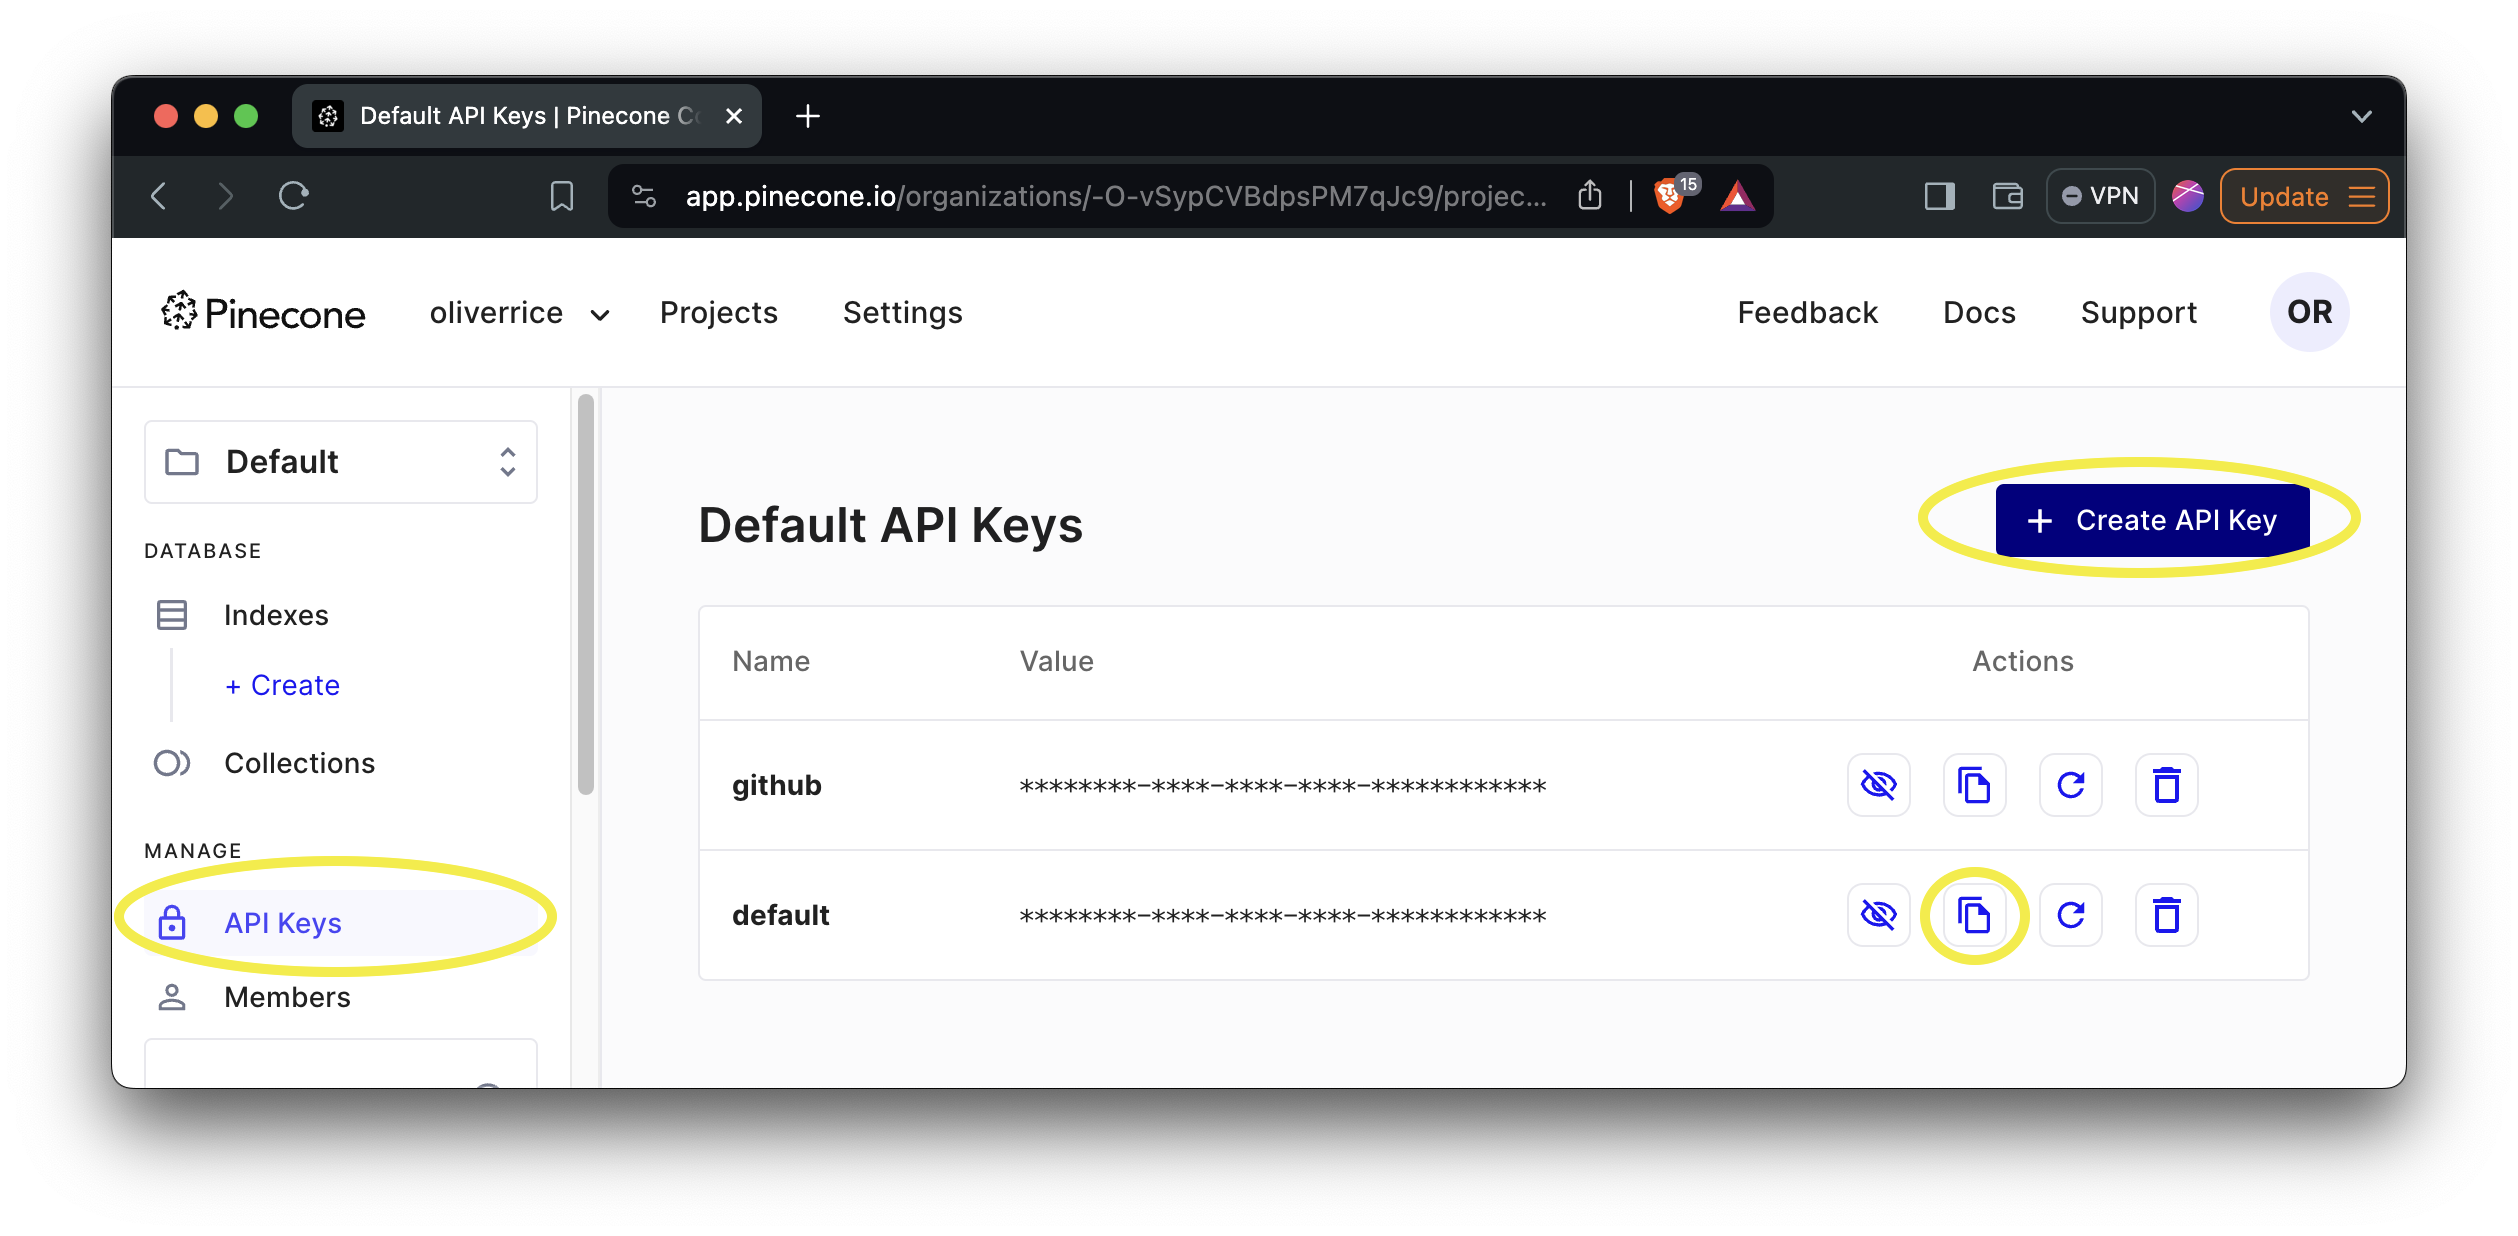 Default API Keys | Pinecone Co
app.pinecone.io/organizations/-O-vSypCVBdpsPM7qJc9/projec...
15
VPN
Update
Pinecone
oliverrice
Projects
Settings
Feedback
Docs
Support
OR
Default
DATABASE
Indexes
+ Create
Collections
MANAGE
API Keys
Members
Default API Keys
+ Create API Key
Name Value Actions
github ********-****-****-****-************
default ********-****-****-****-************